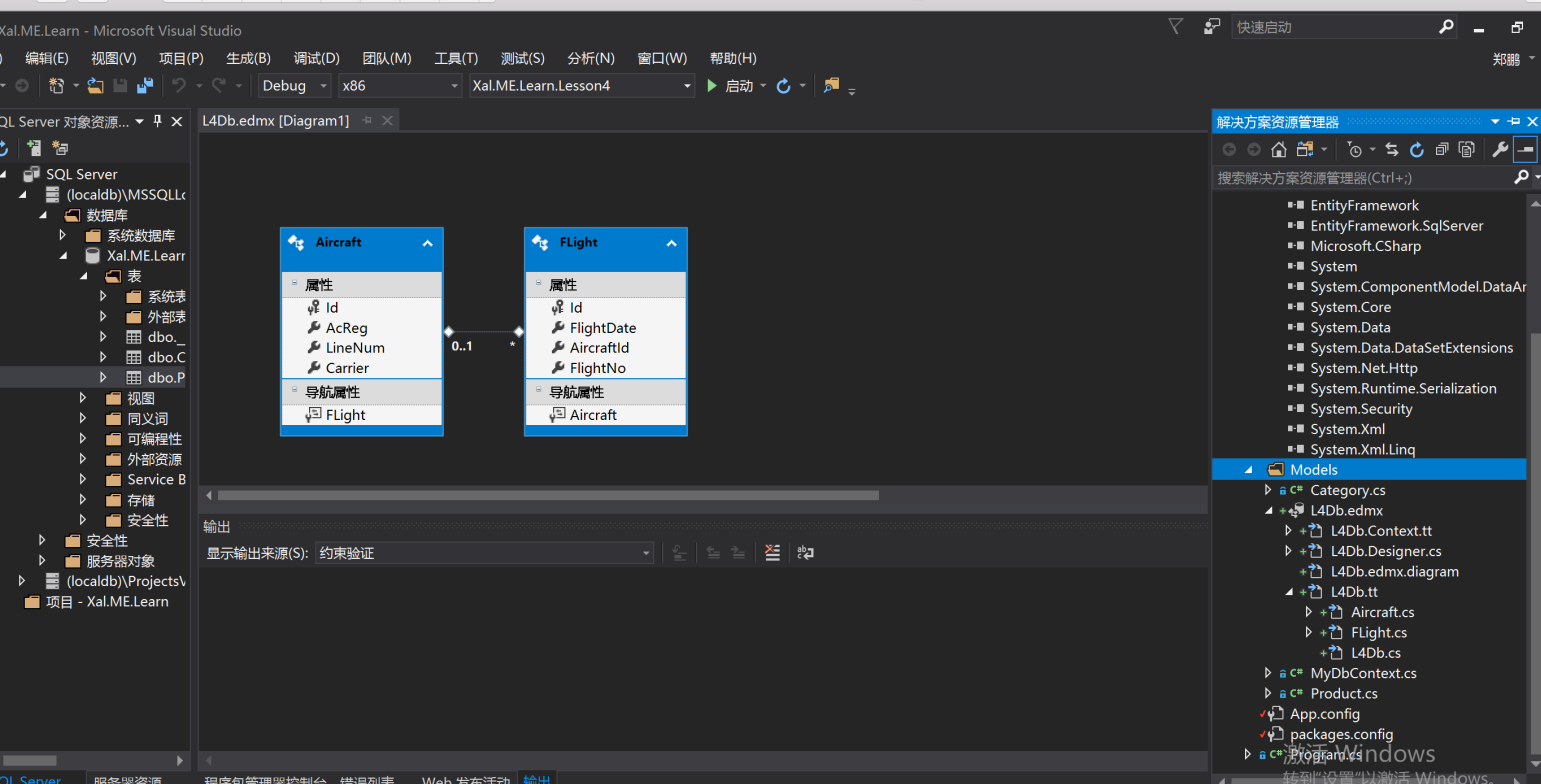 Xal.ME.Learn - Microsoft Visual Studio
快速启动
编辑(E) 视图(V) 项目(P) 生成(B) 调试(D) 团队(M) 工具(T) 测试(S) 分析(N) 窗口(W) 帮助(H)
郑鹏
Debug x86 Xal.ME.Learn.Lesson4 启动
QL Server 对象资源...
SQL Server
(localdb)\MSSQLLo
数据库
系统数据库
Xal.ME.Learn
表
系统表
外部表
dbo._
dbo.C
dbo.P
视图
同义词
可编程性
外部资源
Service B
存储
安全性
安全性
服务器对象
(localdb)\ProjectsV
项目 - Xal.ME.Learn
QL Server 服务器资源
L4Db.edmx [Diagram1]
Aircraft
属性
Id
AcReg
LineNum
Carrier
导航属性
FLight
0..1 *
FLight
属性
Id
FlightDate
AircraftId
FlightNo
导航属性
Aircraft
输出
显示输出来源(S): 约束验证
程序包管理器控制台 错误列表 Web 发布活动 输出
解决方案资源管理器
搜索解决方案资源管理器(Ctrl+;)
EntityFramework
EntityFramework.SqlServer
Microsoft.CSharp
System
System.ComponentModel.DataAn
System.Core
System.Data
System.Data.DataSetExtensions
System.Net.Http
System.Runtime.Serialization
System.Security
System.Xml
System.Xml.Linq
Models
C# Category.cs
L4Db.edmx
L4Db.Context.tt
L4Db.Designer.cs
L4Db.edmx.diagram
L4Db.tt
Aircraft.cs
FLight.cs
L4Db.cs
C# MyDbContext.cs
C# Product.cs
App.config
packages.config
C# Program.cs
激活 Windows
转到"设置"以激活 Windows。